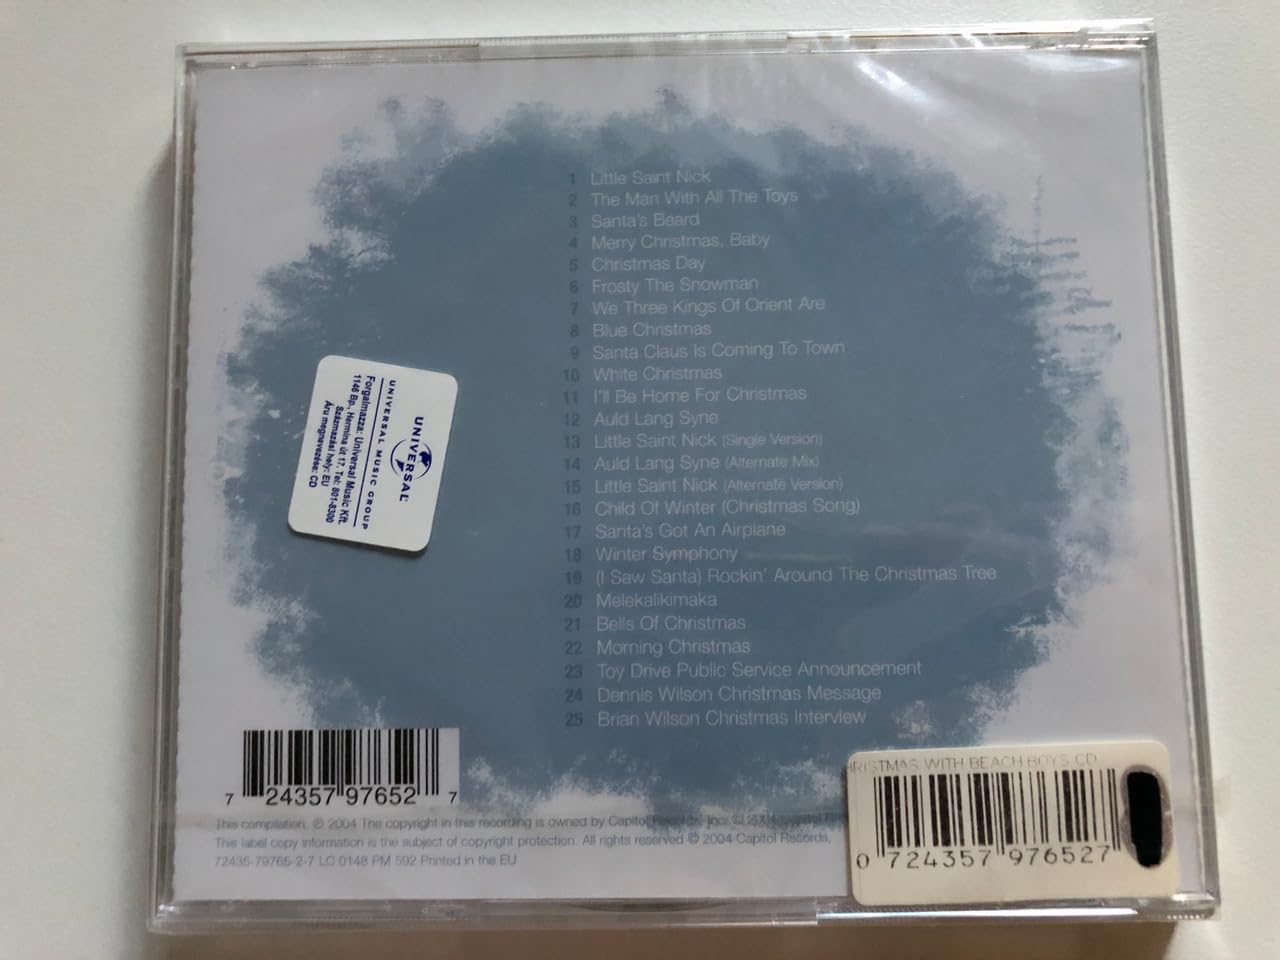 1 Little Saint Nick
2 The Man With All The Toys
3 Santa's Beard
4 Merry Christmas, Baby
5 Christmas Day
6 Frosty The Snowman
7 We Three Kings Of Orient Are
8 Blue Christmas
9 Santa Claus Is Coming To Town
10 White Christmas
11 I'll Be Home For Christmas
12 Auld Lang Syne
13 Little Saint Nick (Single Version)
14 Auld Lang Syne (Alternate Mix)
15 Little Saint Nick (Alternate Version)
16 Child Of Winter (Christmas Song)
17 Santa's Got An Airplane
18 Winter Symphony
19 (I Saw Santa) Rockin' Around The Christmas Tree
20 Melekalikimaka
21 Bells Of Christmas
22 Morning Christmas
23 Toy Drive Public Service Announcement
24 Dennis Wilson Christmas Message
25 Brian Wilson Christmas Interview
UNIVERSAL
UNIVERSAL MUSIC GROUP
Forgalmazza: Universal Music Kft.
1146 Bp., Hermina út 17. Tel: 801-8300
Származási hely: EU
Áru megnevezése: CD
7 24357 97652 7
This compilation ℗ 2004 The copyright in this recording is owned by Capitol Records, Inc. © 2004
This label copy information is the subject of copyright protection. All rights reserved © 2004 Capitol Records,
72435-79765-2-7 LC 0148 PM 592 Printed in the EU
HRISTMAS WITH BEACH BOYS CD
0 724357 976527